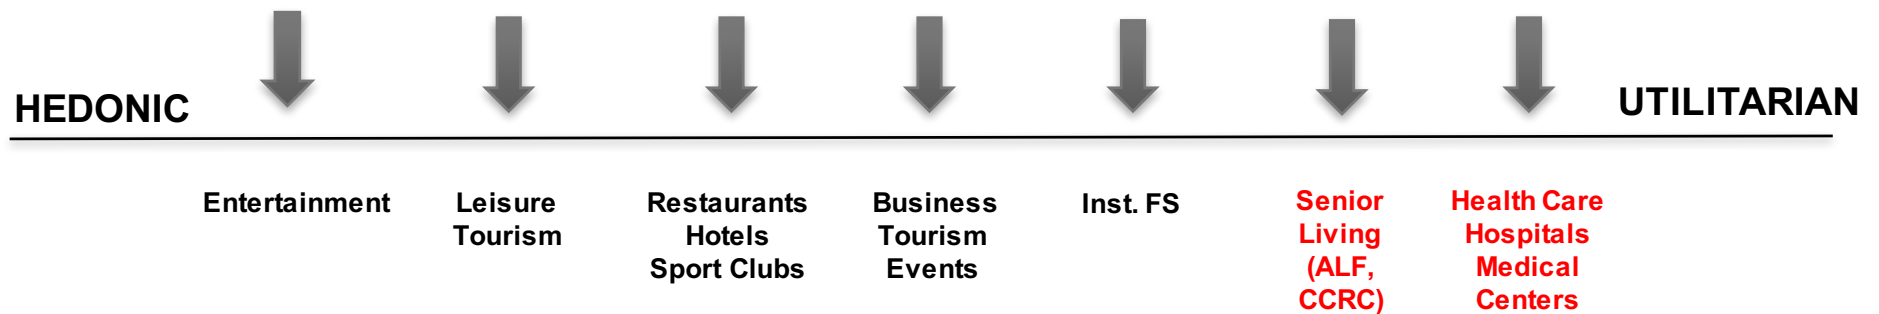 HEDONIC
UTILITARIAN
Entertainment
Leisure
Tourism
Restaurants
Hotels
Sport Clubs
Business
Tourism
Events
Inst. FS
Senior
Living
(ALF,
CCRC)
Health Care
Hospitals
Medical
Centers